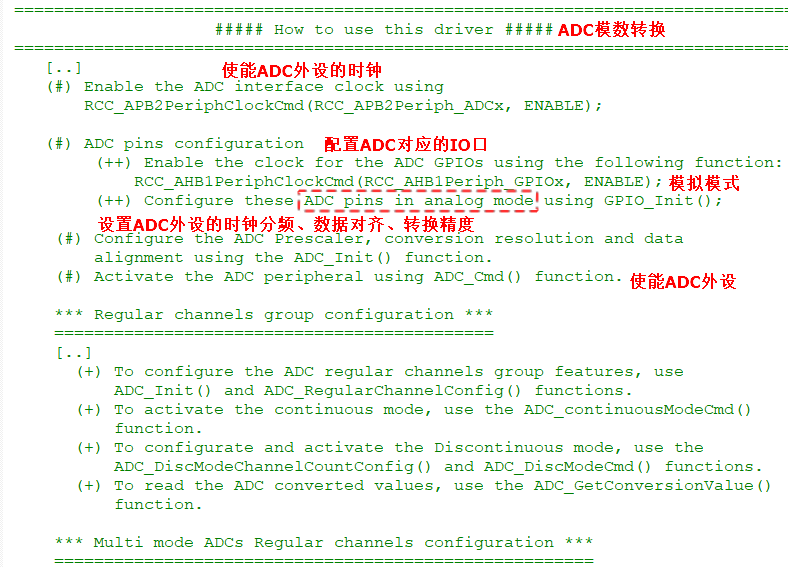 ================================================================================
##### How to use this driver ##### ADC模数转换
================================================================================
[..] 使能ADC外设的时钟
(#) Enable the ADC interface clock using
RCC_APB2PeriphClockCmd(RCC_APB2Periph_ADCx, ENABLE);
(#) ADC pins configuration 配置ADC对应的IO口
(++) Enable the clock for the ADC GPIOs using the following function:
RCC_AHB1PeriphClockCmd(RCC_AHB1Periph_GPIOx, ENABLE); 模拟模式
(++) Configure these ADC pins in analog mode using GPIO_Init();
设置ADC外设的时钟分频、数据对齐、转换精度
(#) Configure the ADC Prescaler, conversion resolution and data
alignment using the ADC_Init() function.
(#) Activate the ADC peripheral using ADC_Cmd() function. 使能ADC外设
*** Regular channels group configuration ***
============================================
[..]
(+) To configure the ADC regular channels group features, use
ADC_Init() and ADC_RegularChannelConfig() functions.
(+) To activate the continuous mode, use the ADC_continuousModeCmd()
function.
(+) To configurate and activate the Discontinuous mode, use the
ADC_DiscModeChannelCountConfig() and ADC_DiscModeCmd() functions.
(+) To read the ADC converted values, use the ADC_GetConversionValue()
function.
*** Multi mode ADCs Regular channels configuration ***
======================================================